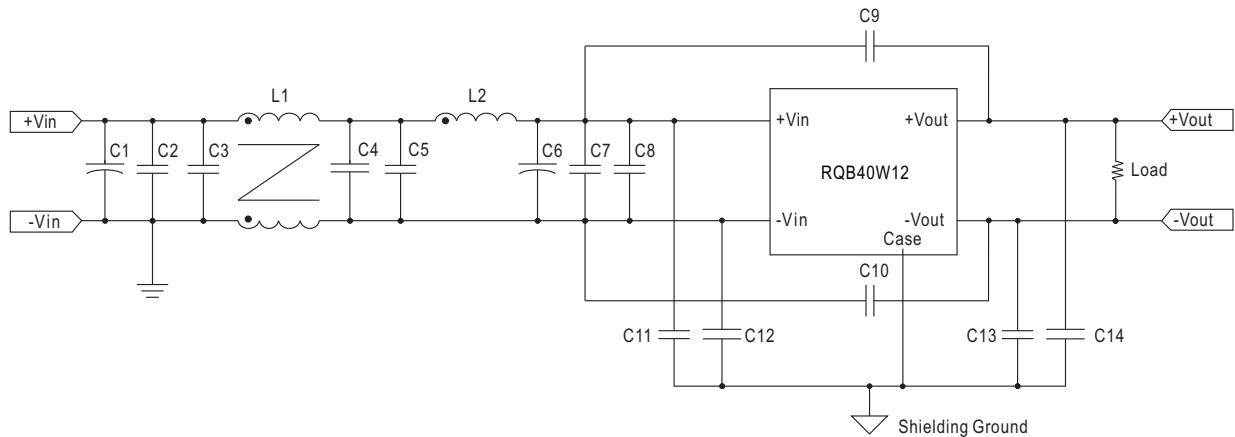 C9
L1
L2
+Vin
+Vin
+Vout
+Vout
C1
C2
C3
C4
C5
C6
C7
C8
RQB40W12
Load
-Vin
-Vin
-Vout
-Vout
Case
C10
C11
C12
C13
C14
Shielding Ground